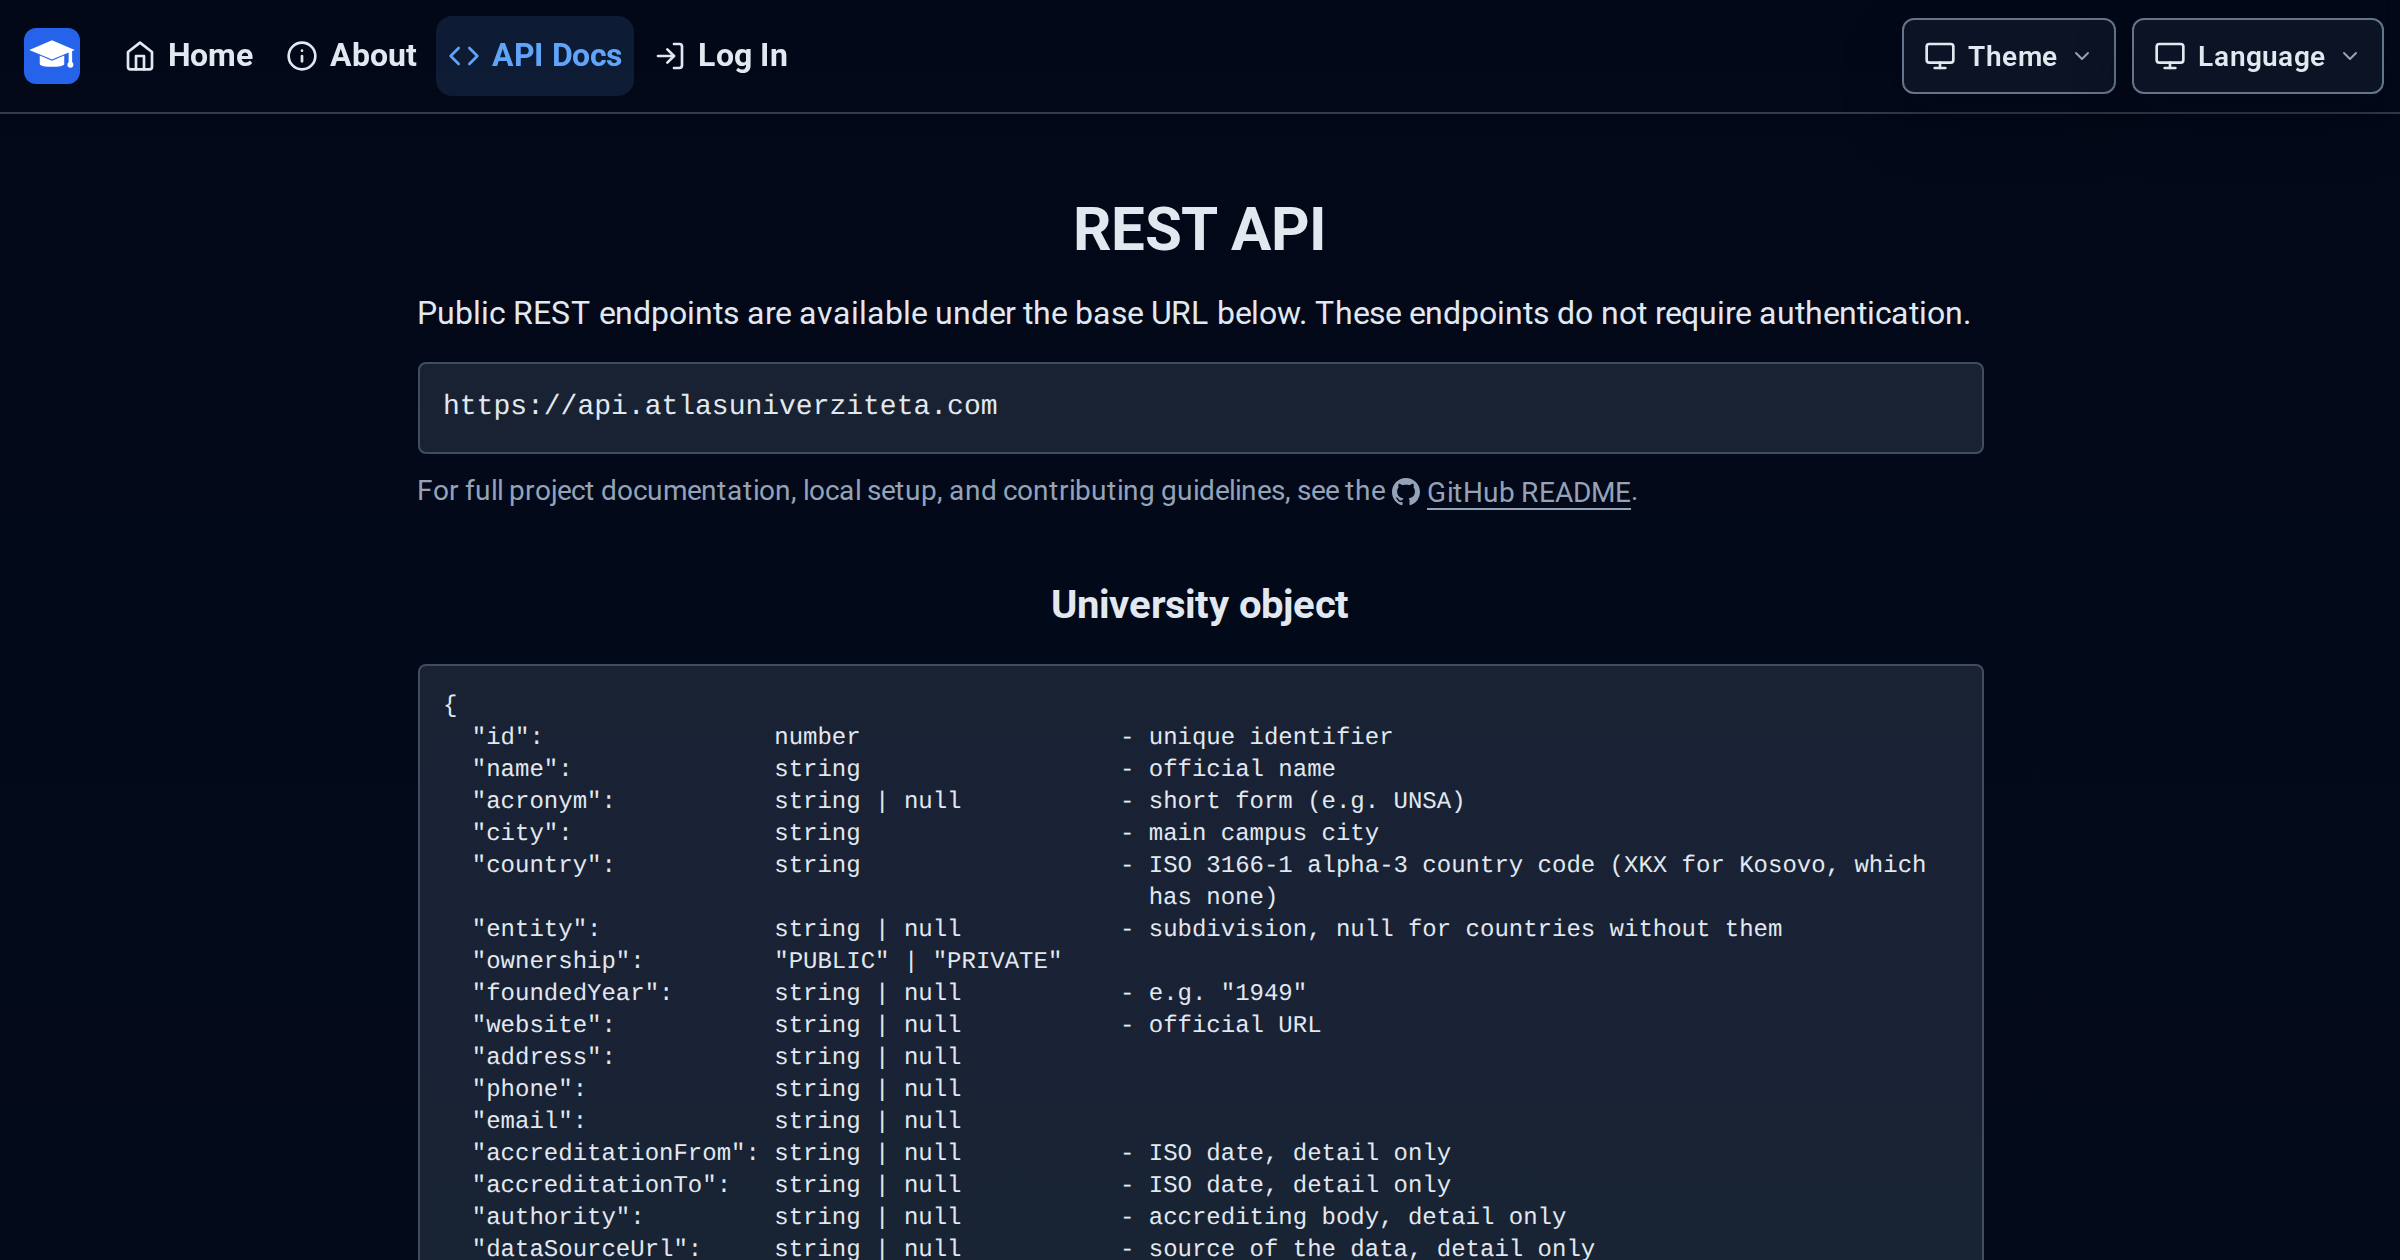 Home About API Docs Log In Theme Language
REST API
Public REST endpoints are available under the base URL below. These endpoints do not require authentication.
https://api.atlasuniverziteta.com
For full project documentation, local setup, and contributing guidelines, see the GitHub README.
University object
{
"id": number - unique identifier
"name": string - official name
"acronym": string | null - short form (e.g. UNSA)
"city": string - main campus city
"country": string - ISO 3166-1 alpha-3 country code (XKX for Kosovo, which
has none)
"entity": string | null - subdivision, null for countries without them
"ownership": "PUBLIC" | "PRIVATE"
"foundedYear": string | null - e.g. "1949"
"website": string | null - official URL
"address": string | null
"phone": string | null
"email": string | null
"accreditationFrom": string | null - ISO date, detail only
"accreditationTo": string | null - ISO date, detail only
"authority": string | null - accrediting body, detail only
"dataSourceUrl": string | null - source of the data, detail only